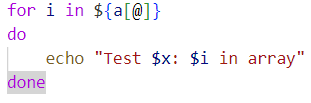 for i in ${a[@]}
do
    echo "Test $x: $i in array"
done